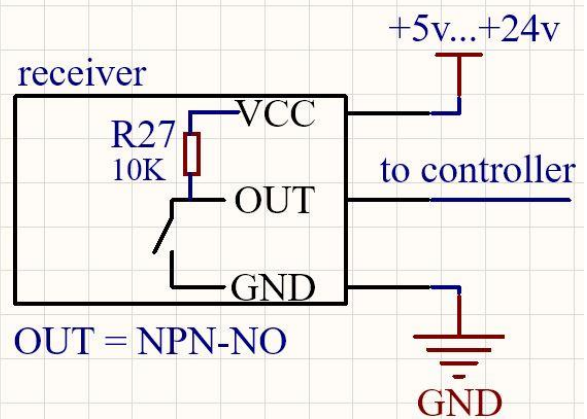 +5v...+24v
receiver
VCC
R27
10K
to controller
OUT
GND
OUT = NPN-NO
GND